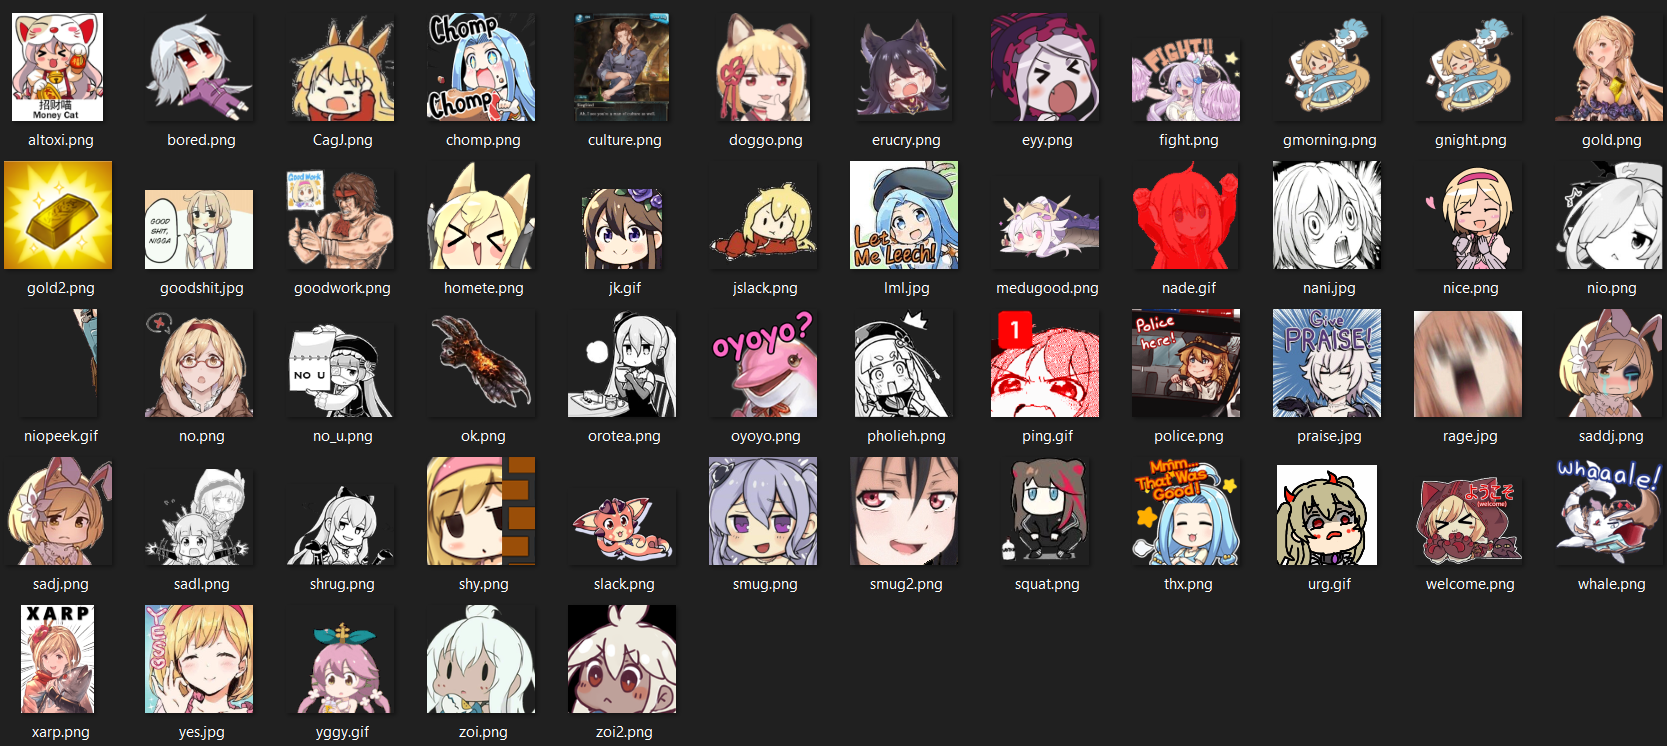 Chomp
Chomp
招财喵
Money Cat
FIGHT!!
altoxi.png
bored.png
CagJ.png
chomp.png
culture.png
doggo.png
erucry.png
eyy.png
fight.png
gmorning.png
gnight.png
gold.png
GOOD
SHIT,
NIGGA
Good Work
Let
Me Leech!
gold2.png
goodshit.jpg
goodwork.png
homete.png
jk.gif
jslack.png
lml.jpg
medugood.png
nade.gif
nani.jpg
nice.png
nio.png
NO U
oyoyo?
1
Police
here!
Give
PRAISE!
niopeek.gif
no.png
no_u.png
ok.png
orotea.png
oyoyo.png
pholieh.png
ping.gif
police.png
praise.jpg
rage.jpg
saddj.png
Mmm...
That Was
Good!
ようこそ
(welcome)
whaaale!
sadj.png
sadl.png
shrug.png
shy.png
slack.png
smug.png
smug2.png
squat.png
thx.png
urg.gif
welcome.png
whale.png
XARP
YES
xarp.png
yes.jpg
yggy.gif
zoi.png
zoi2.png